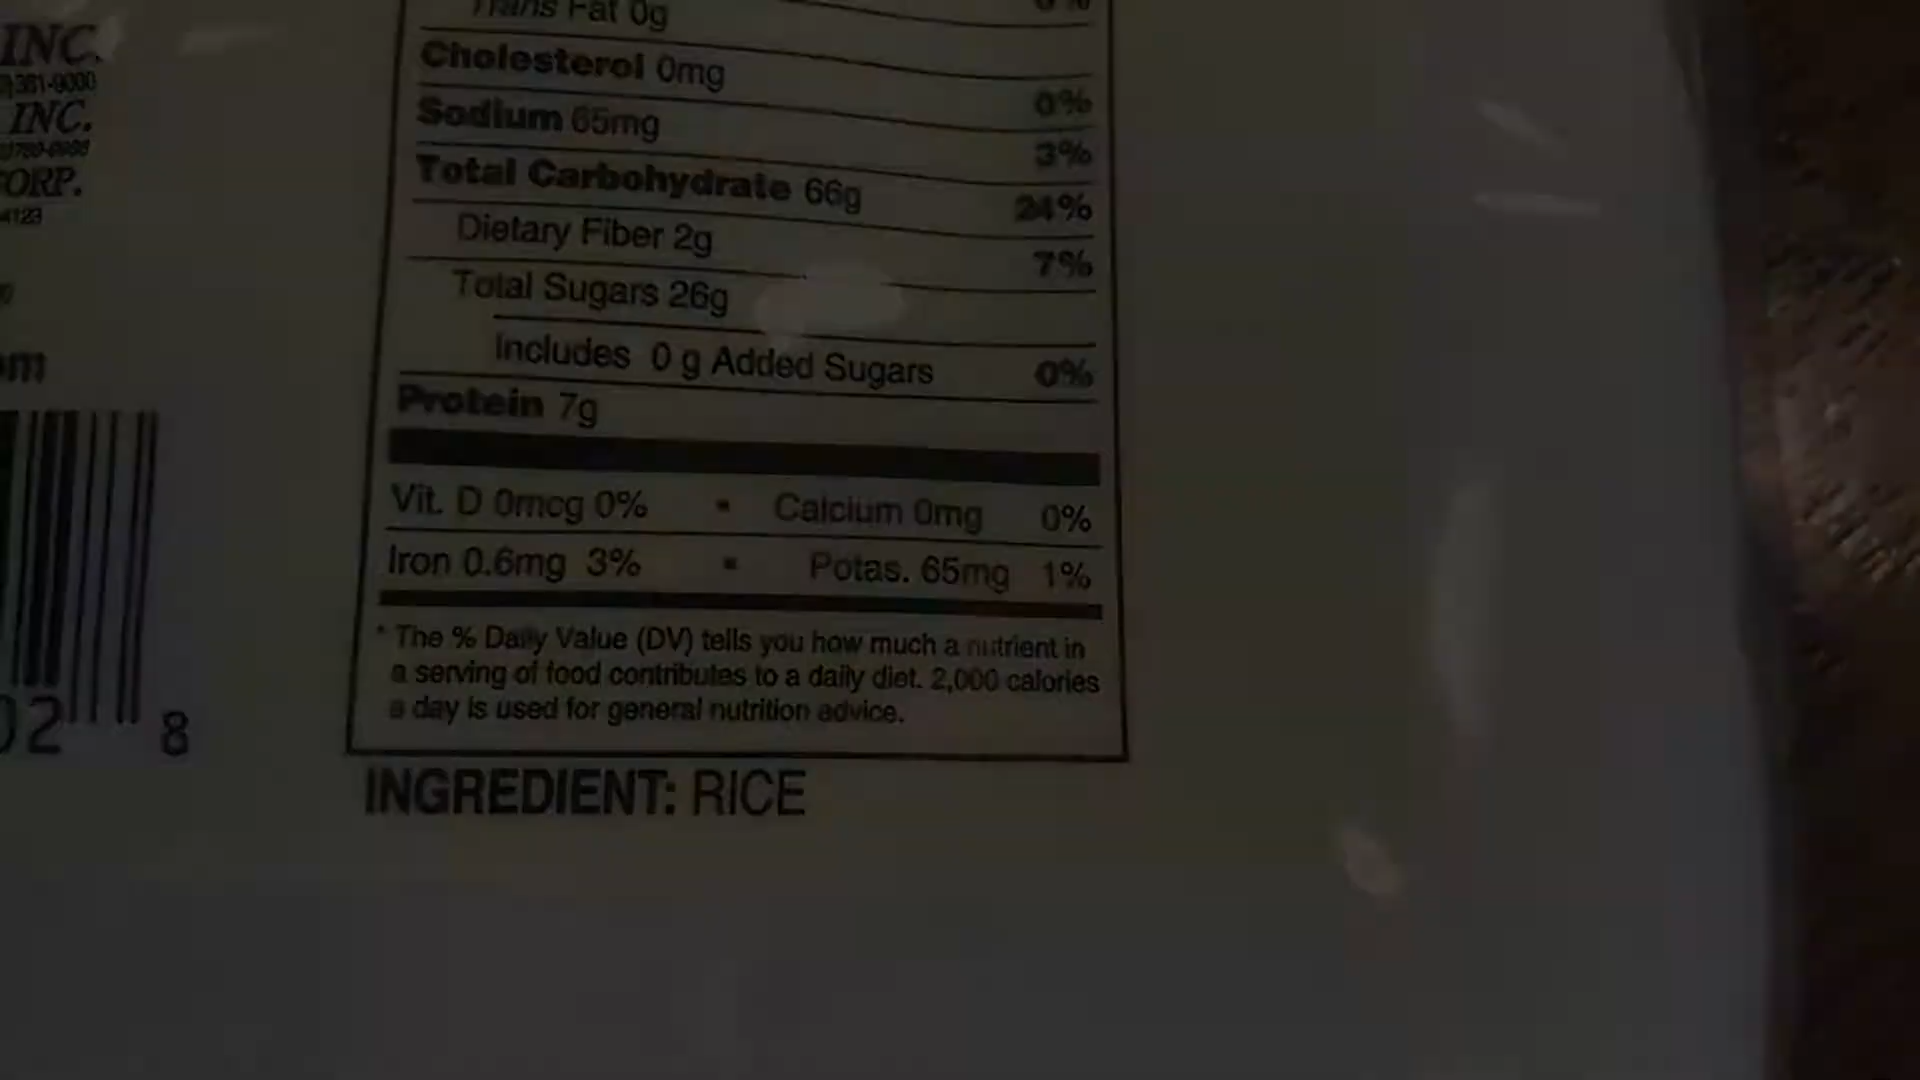 INC.
381-9000
INC.
ORP.
4123
Trans Fat 0g
Cholesterol 0mg 0%
Sodium 65mg 3%
Total Carbohydrate 66g 24%
Dietary Fiber 2g 7%
Total Sugars 26g
Includes 0 g Added Sugars 0%
Protein 7g
Vit. D 0mcg 0% • Calcium 0mg 0%
Iron 0.6mg 3% • Potas. 65mg 1%
* The % Daily Value (DV) tells you how much a nutrient in
a serving of food contributes to a daily diet. 2,000 calories
a day is used for general nutrition advice.
INGREDIENT: RICE
02 8